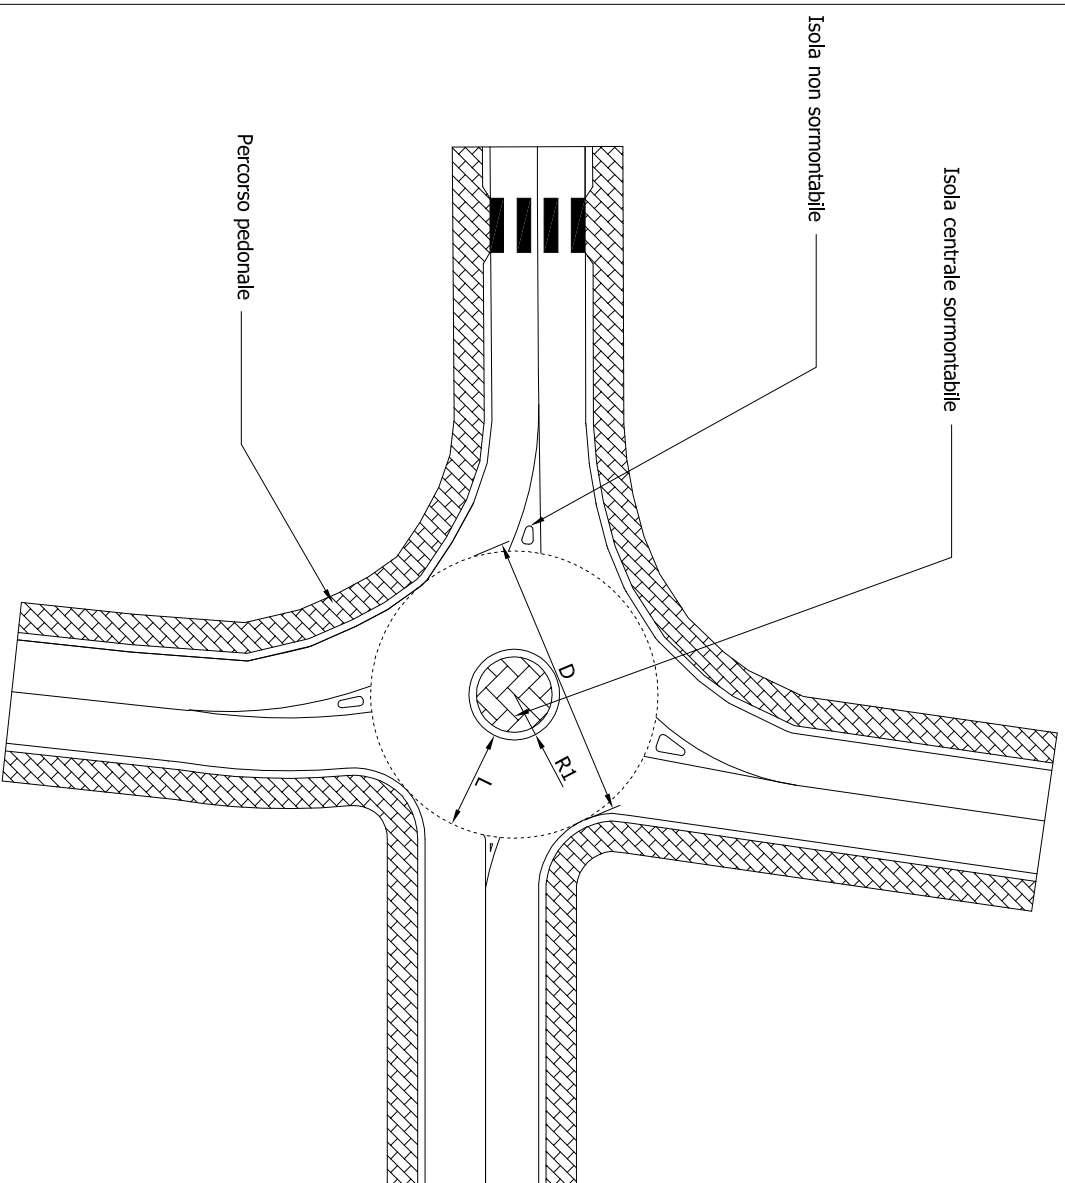 Isola centrale sormontabile
Isola non sormontabile
Percorso pedonale
D
R1
L